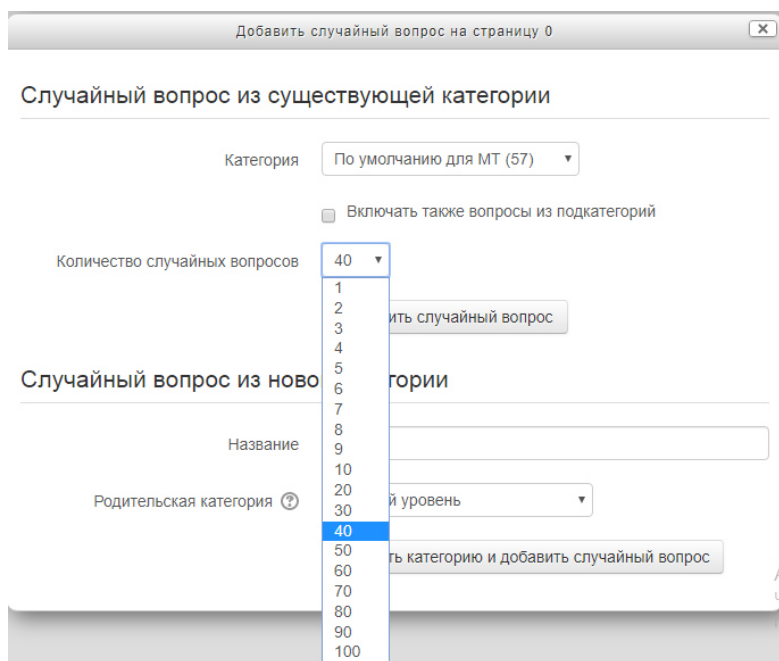 Добавить случайный вопрос на страницу 0
Случайный вопрос из существующей категории
Категория
По умолчанию для МТ (57)
Включать также вопросы из подкатегорий
Количество случайных вопросов
40
1
2
3
4
5
6
7
8
9
10
20
30
40
50
60
70
80
90
100
ить случайный вопрос
Случайный вопрос из ново
гории
Название
Родительская категория
й уровень
ть категорию и добавить случайный вопрос